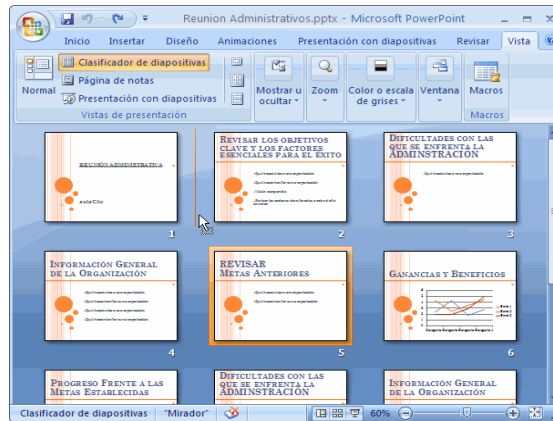 Reunion Administrativos.pptx - Microsoft PowerPoint
Inicio Insertar Diseño Animaciones Presentación con diapositivas Revisar Vista
Normal
Clasificador de diapositivas
Página de notas
Presentación con diapositivas
Vistas de presentación
Mostrar u
ocultar
Zoom
Color o escala
de grises
Ventana
Macros
Macros
REUNIÓN ADMINISTRATIVA
aulaClic
1
REVISAR LOS OBJETIVOS
CLAVE Y LOS FACTORES
ESENCIALES PARA EL ÉXITO
2
DIFICULTADES CON LAS
QUE SE ENFRENTA LA
ADMINSTRACIÓN
3
INFORMACIÓN GENERAL
DE LA ORGANIZACIÓN
4
REVISAR
METAS ANTERIORES
5
GANANCIAS Y BENEFICIOS
6
PROGRESO FRENTE A LAS
METAS ESTABLECIDAS
DIFICULTADES CON LAS
QUE SE ENFRENTA LA
ADMINSTRACIÓN
INFORMACIÓN GENERAL
DE LA ORGANIZACIÓN
Clasificador de diapositivas "Mirador" 60%